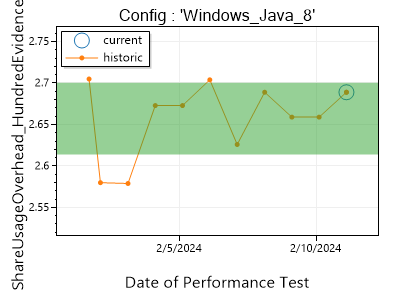 Config : 'Windows_Java_8'
current
historic
2.75
2.7
2.65
2.6
2.55
ShareUsageOverhead_HundredEvidence
2/5/2024
2/10/2024
Date of Performance Test